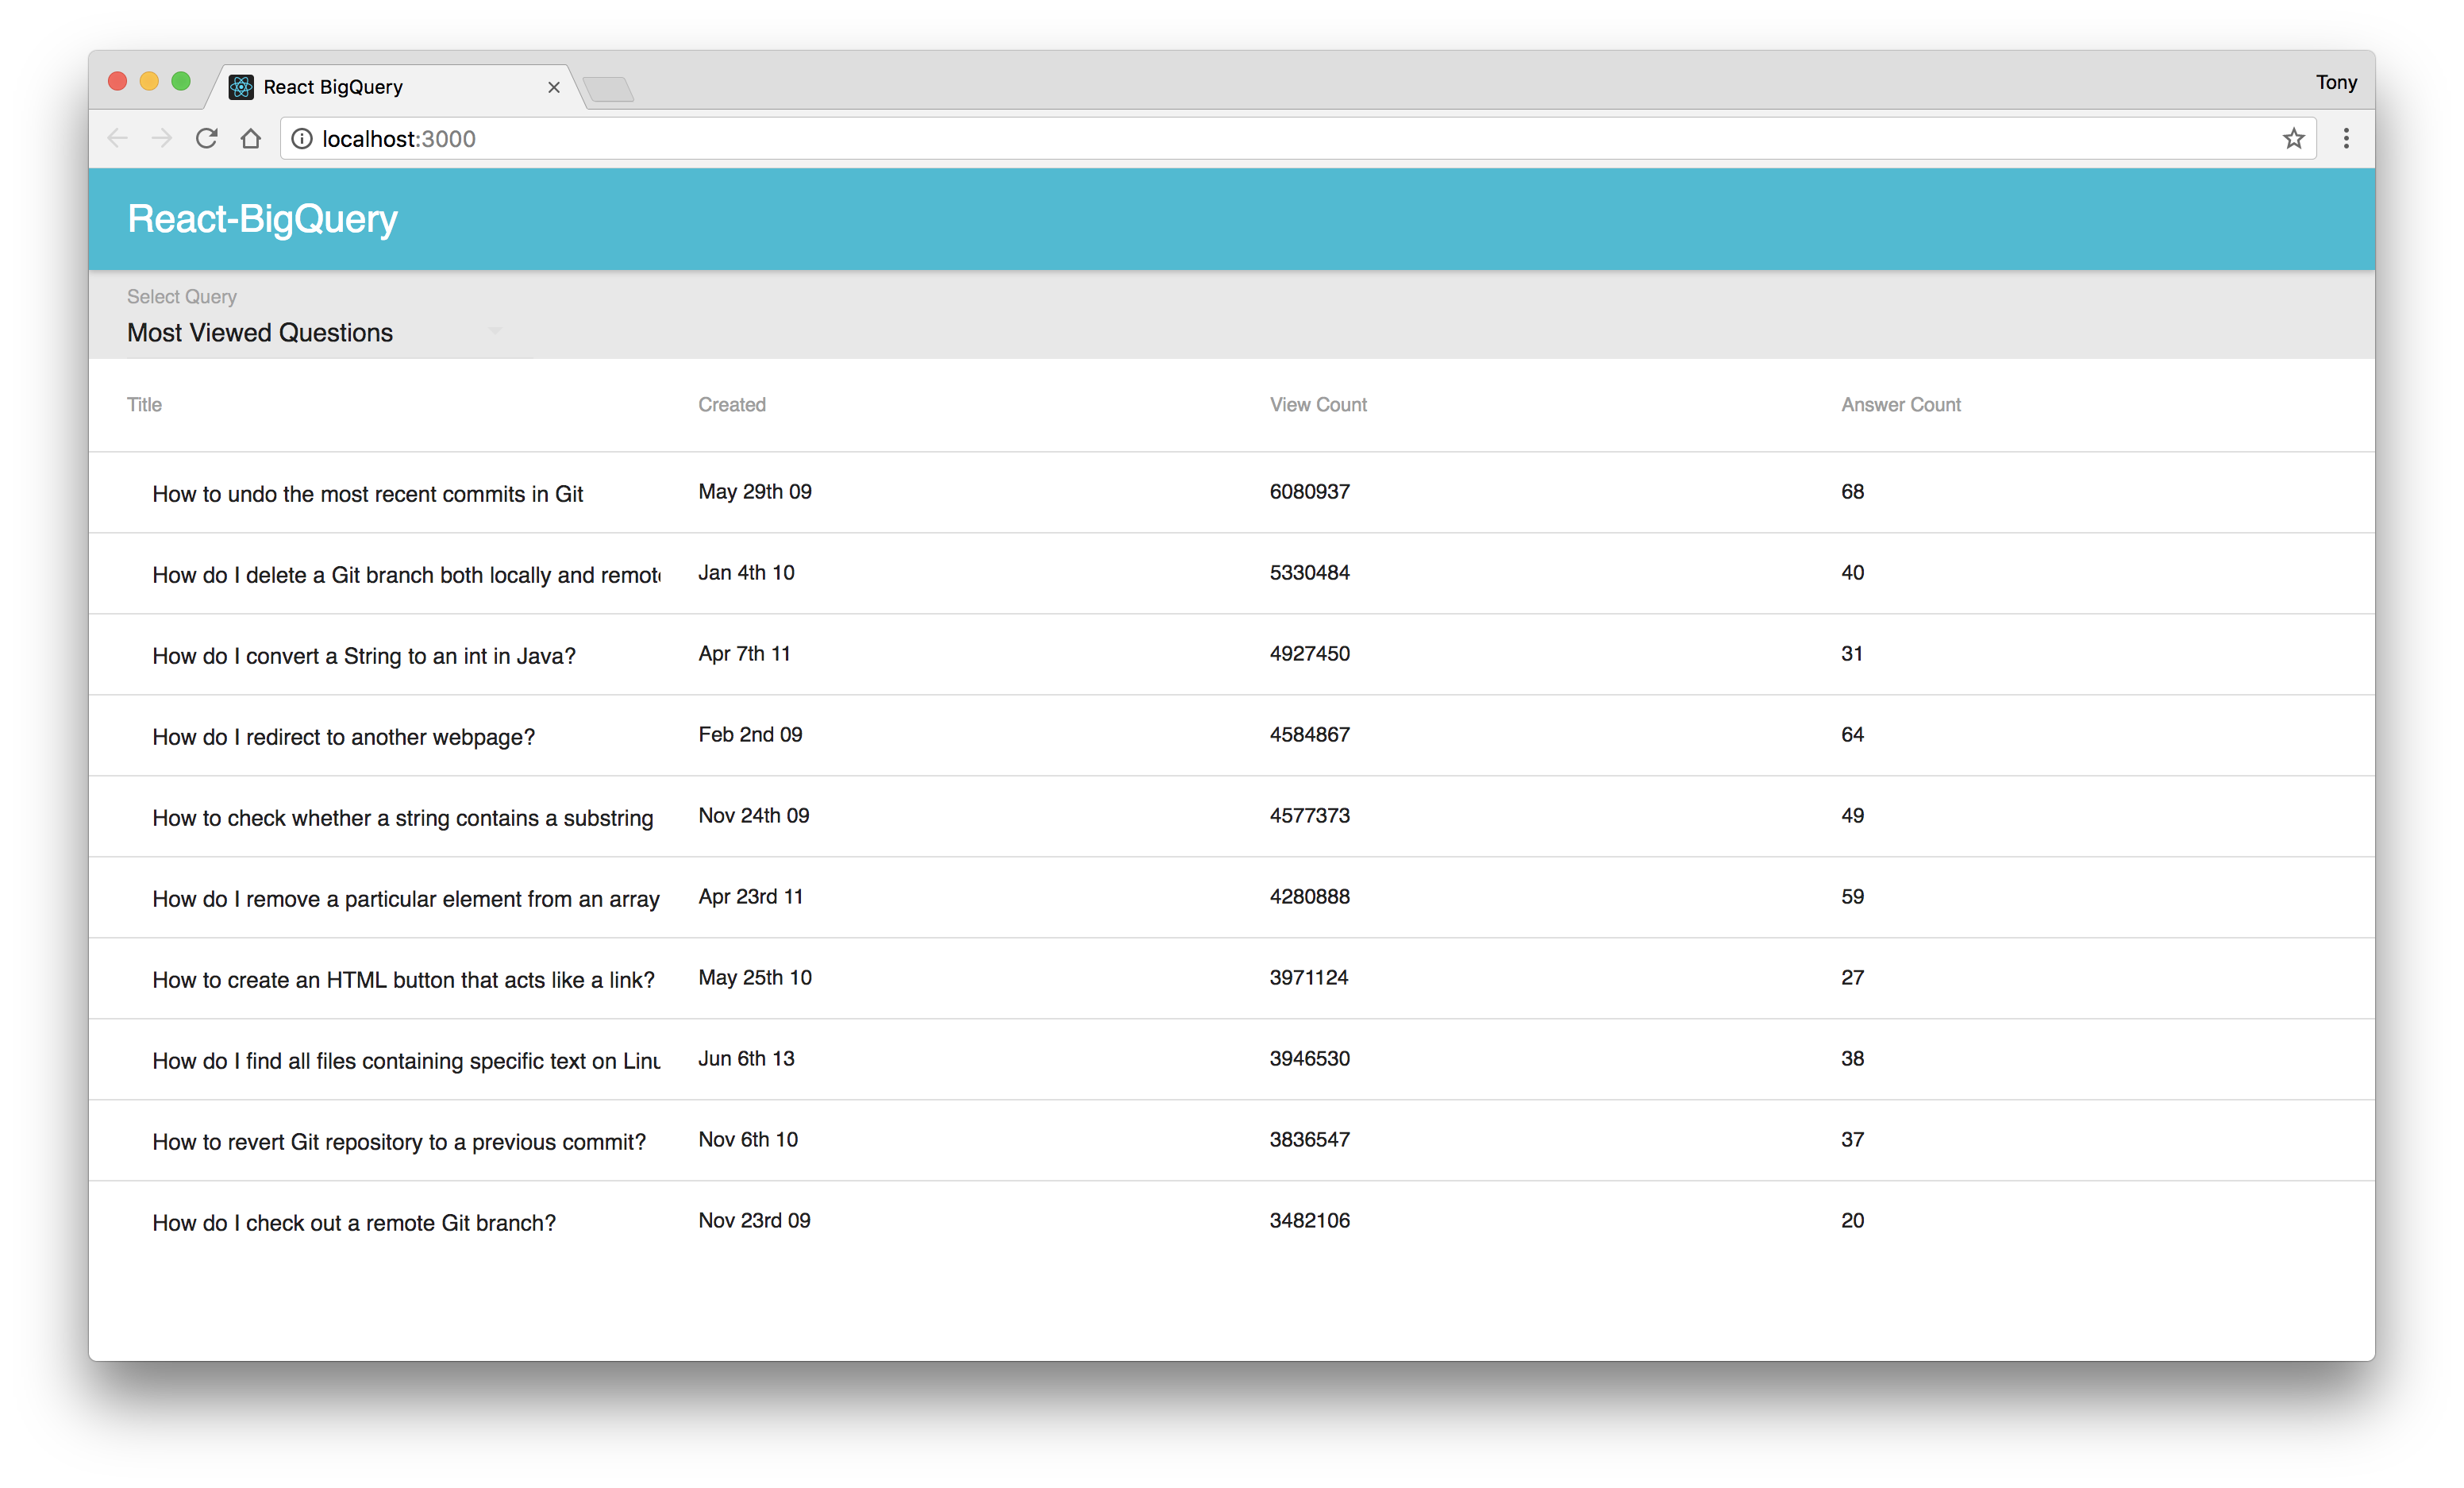 React BigQuery
Tony
localhost:3000
React-BigQuery
Select Query
Most Viewed Questions
Title Created View Count Answer Count
How to undo the most recent commits in Git May 29th 09 6080937 68
How do I delete a Git branch both locally and Jan 4th 10 5330484 40
How do I convert a String to an int in Java? Apr 7th 11 4927450 31
How do I redirect to another webpage? Feb 2nd 09 4584867 64
How to check whether a string contains a substring Nov 24th 09 4577373 49
How do I remove a particular element from an array Apr 23rd 11 4280888 59
How to create an HTML button that acts like a link? May 25th 10 3971124 27
How do I find all files containing specific text on Jun 6th 13 3946530 38
How to revert Git repository to a previous commit? Nov 6th 10 3836547 37
How do I check out a remote Git branch? Nov 23rd 09 3482106 20